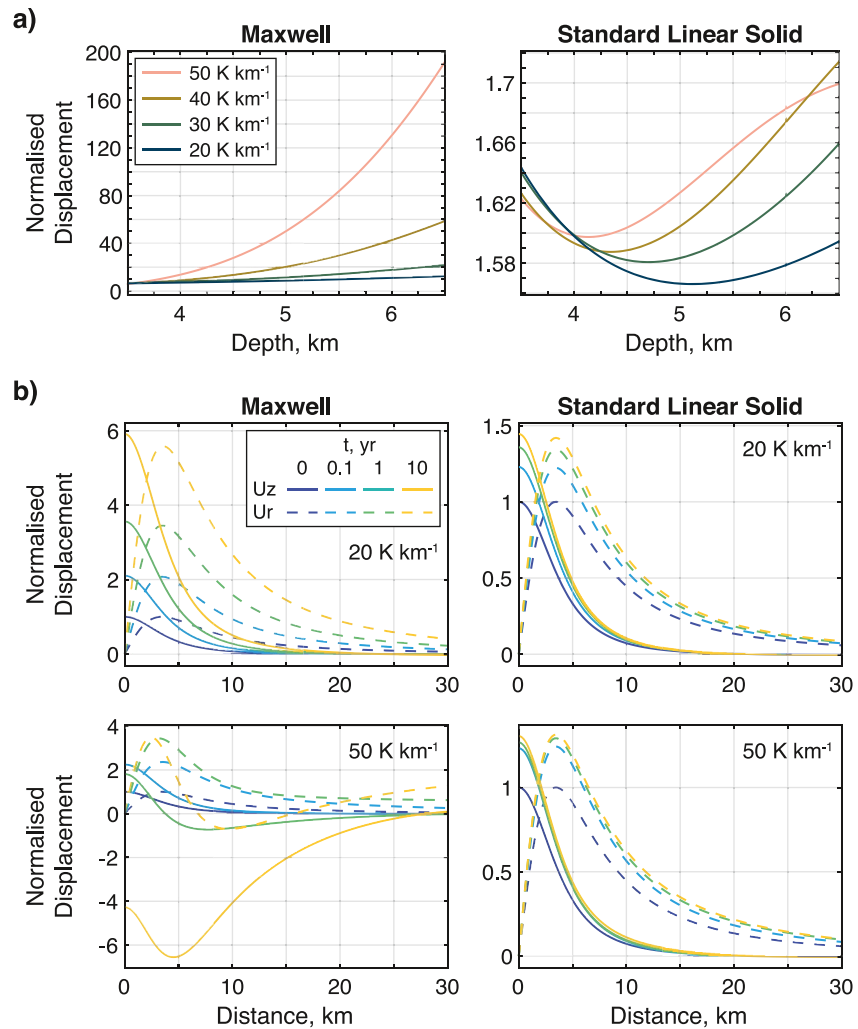 a)
Maxwell
Standard Linear Solid
Normalised
Displacement
200
160
120
80
40
0
50 K km⁻¹
40 K km⁻¹
30 K km⁻¹
20 K km⁻¹
4 5 6
Depth, km
1.7
1.66
1.62
1.58
4 5 6
Depth, km
b)
Maxwell
Standard Linear Solid
Normalised
Displacement
6
4
2
0
t, yr
0 0.1 1 10
Uz
Ur
20 K km⁻¹
0 10 20 30
1.5
1
0.5
0
20 K km⁻¹
0 5 10 20 30
Normalised
Displacement
4
2
0
-2
-4
-6
50 K km⁻¹
0 5 10 20 30
Distance, km
1
0.5
0
50 K km⁻¹
0 5 10 20 30
Distance, km